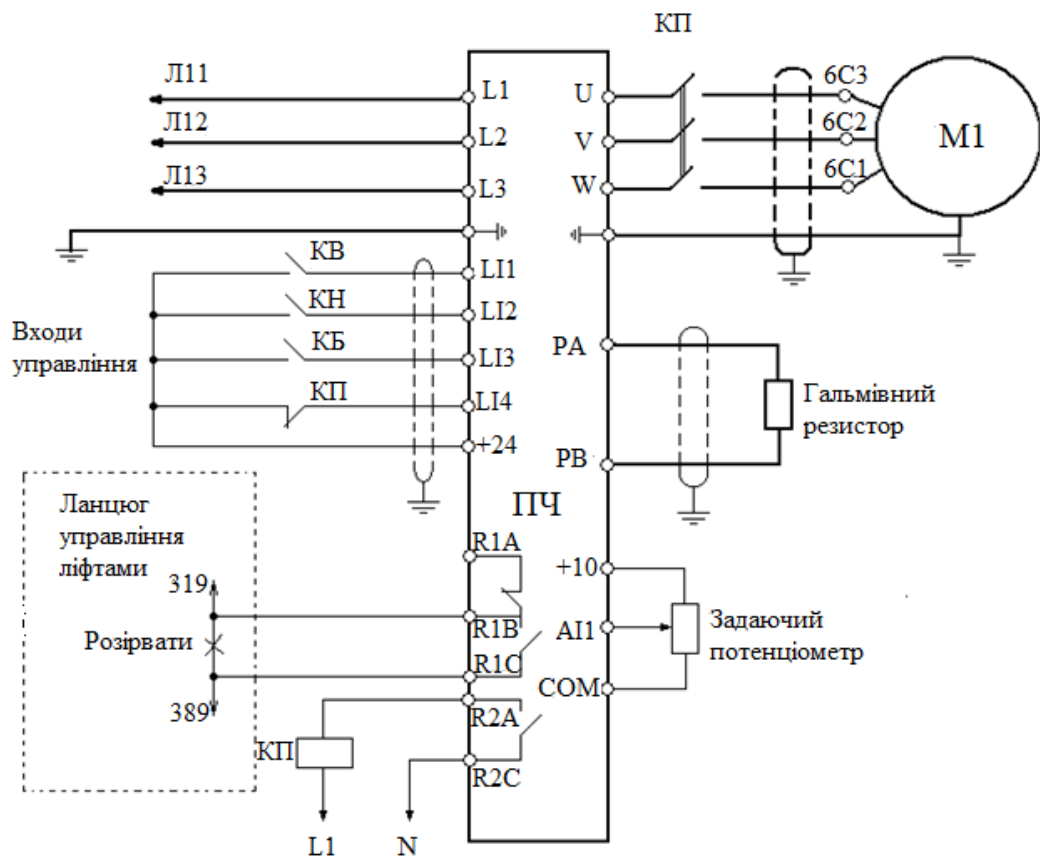 КП
Л11
L1
U
6С3
Л12
L2
V
6С2
М1
Л13
L3
W
6С1
КВ
LI1
КН
LI2
Входи
управління
КБ
LI3
PA
КП
LI4
Гальмівний
резистор
+24
PB
ПЧ
Ланцюг
управління
ліфтами
R1A
+10
319
Розірвати
R1B
AI1
Задаючий
потенціометр
R1C
COM
389
R2A
КП
R2C
L1
N